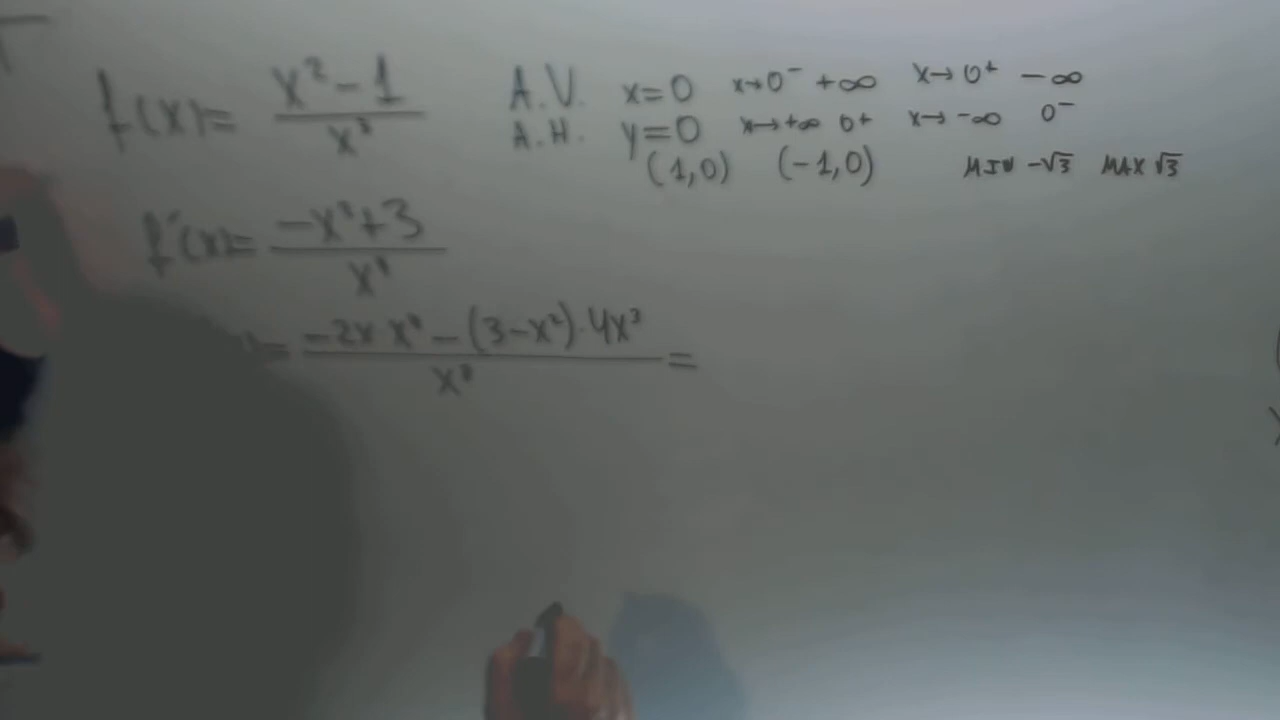 f(x)= x²-1 / x³
A.V. x=0 x→0⁻ +∞ x→0⁺ -∞
A.H. y=0 x→+∞ 0⁺ x→-∞ 0⁻
(1,0) (-1,0) MIN -√3 MAX √3
f'(x)= -x²+3 / x⁴
= -2x x⁴-(3-x²)·4x³ / x⁸ =